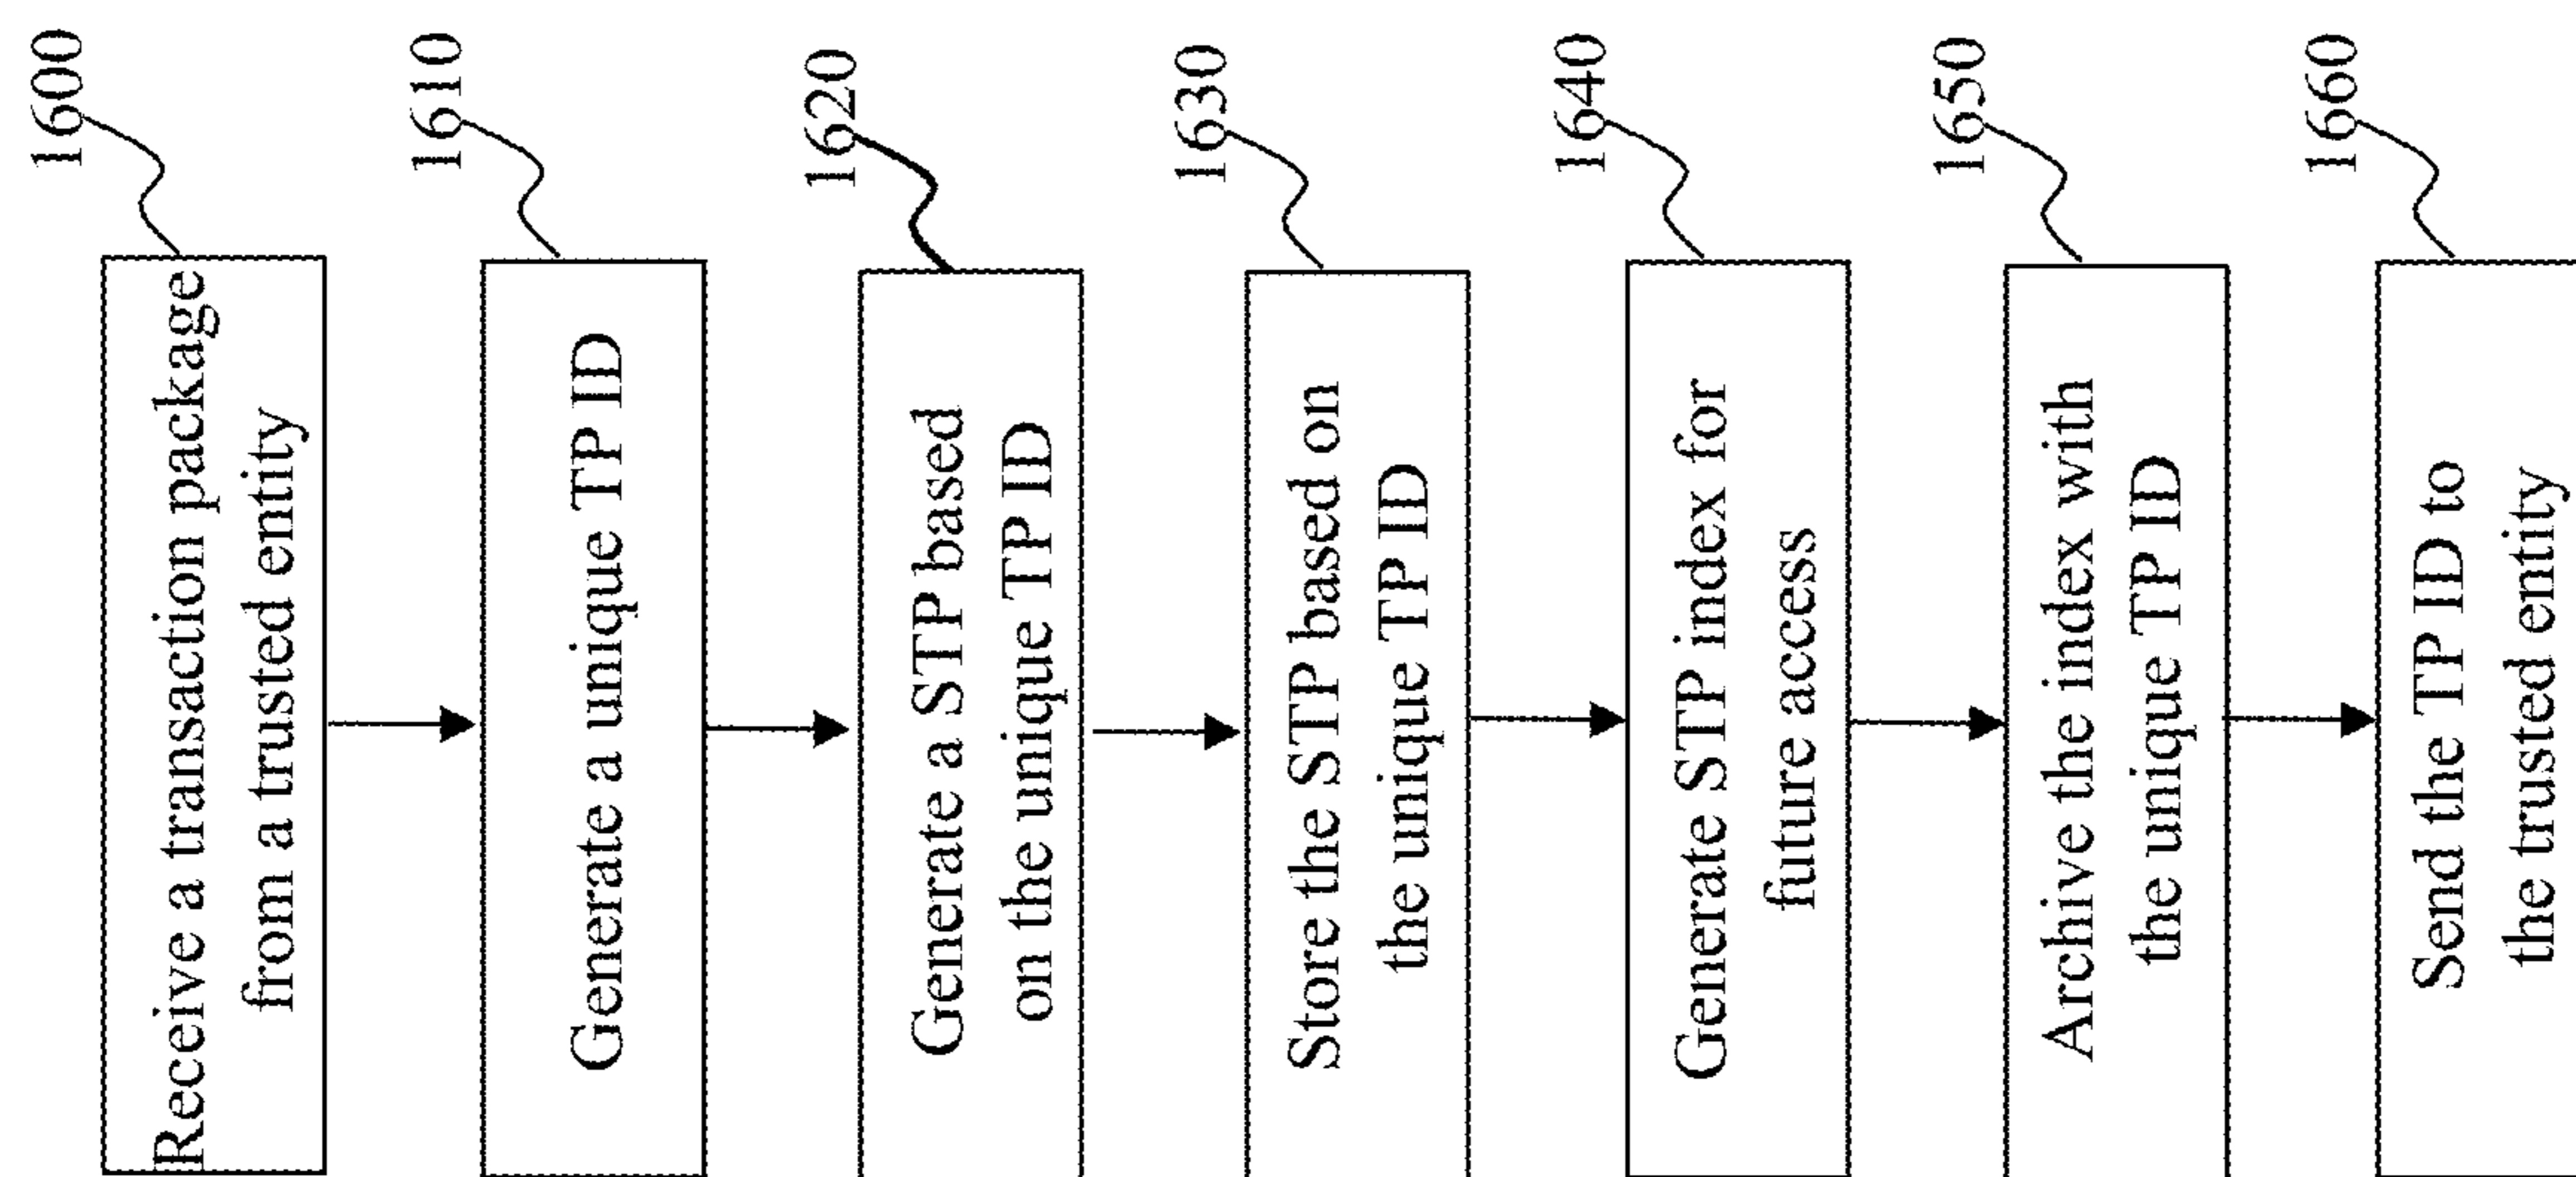 1600
Receive a transaction package
from a trusted entity
1610
Generate a unique TP ID
1620
Generate a STP based
on the unique TP ID
1630
Store the STP based on
the unique TP ID
1640
Generate STP index for
future access
1650
Archive the index with
the unique TP ID
1660
Send the TP ID to
the trusted entity